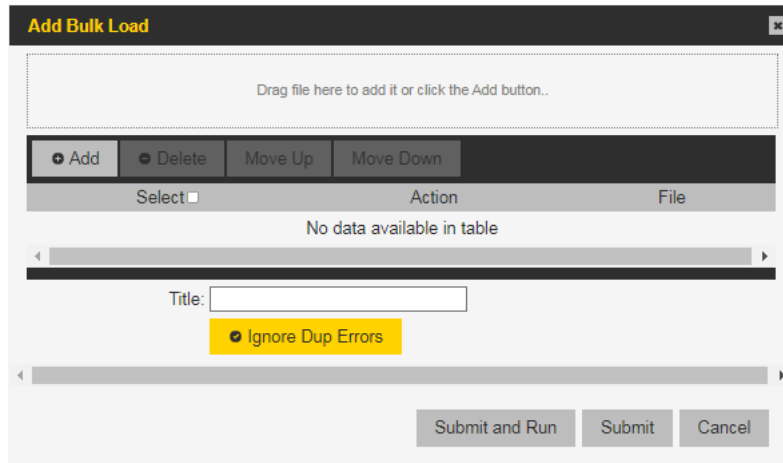 Add Bulk Load
Drag file here to add it or click the Add button..
Add Delete Move Up Move Down
Select Action File
No data available in table
Title:
Ignore Dup Errors
Submit and Run Submit Cancel